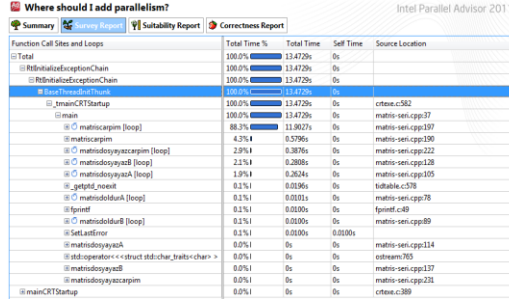 Where should I add parallelism? Intel Parallel Advisor 201
Summary Survey Report Suitability Report Correctness Report
Function Call Sites and Loops Total Time % Total Time Self Time Source Location
Total 100.0% 13.4729s 0s
RtlInitializeExceptionChain 100.0% 13.4729s 0s
RtlInitializeExceptionChain 100.0% 13.4729s 0s
BaseThreadInitThunk 100.0% 13.4729s 0s
_tmainCRTStartup 100.0% 13.4729s 0s crtexe.c:582
main 100.0% 13.4729s 0s matris-seri.cpp:37
matriscarpim [loop] 88.3% 11.9027s 0s matris-seri.cpp:197
matriscarpim 4.3% 0.5796s 0s matris-seri.cpp:190
matrisdosyayazcarpim [loop] 2.9% 0.3876s 0s matris-seri.cpp:222
matrisdosyayazB [loop] 2.1% 0.2808s 0s matris-seri.cpp:128
matrisdosyayazA [loop] 1.9% 0.2624s 0s matris-seri.cpp:105
_getptd_noexit 0.1% 0.0196s 0s tidtable.c:578
matrisdoldurA [loop] 0.1% 0.0101s 0s matris-seri.cpp:78
fprintf 0.1% 0.0100s 0s fprintf.c:49
matrisdoldurB [loop] 0.1% 0.0100s 0s matris-seri.cpp:89
SetLastError 0.1% 0.0100s 0.0100s
matrisdosyayazA 0.0% 0s 0s matris-seri.cpp:114
std::operator<<<struct std::char_traits<char> > 0.0% 0s 0s ostream:765
matrisdosyayazB 0.0% 0s 0s matris-seri.cpp:137
matrisdosyayazcarpim 0.0% 0s 0s matris-seri.cpp:231
mainCRTStartup 0.0% 0s 0s crtexe.c:389